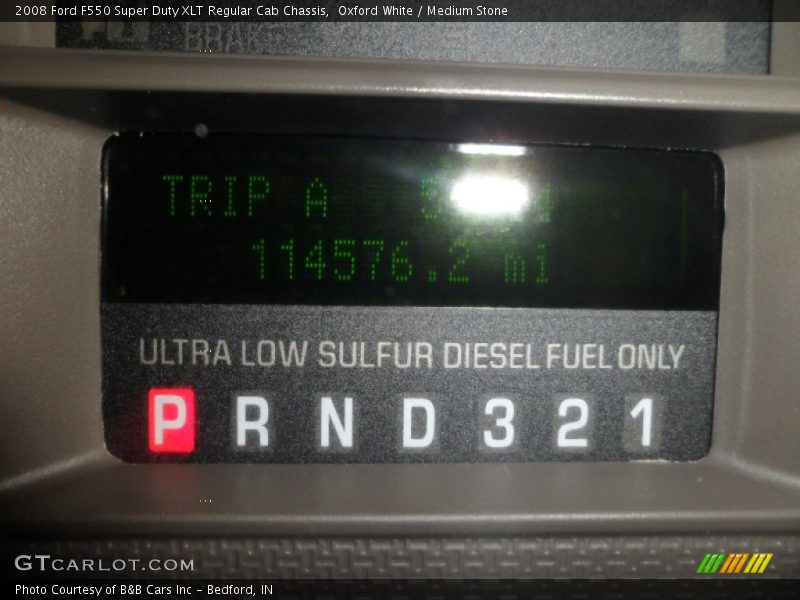 2008 Ford F550 Super Duty XLT Regular Cab Chassis,  Oxford White / Medium Stone
BRAKE
TRIP A
114576.2 mi
ULTRA LOW SULFUR DIESEL FUEL ONLY
P R N D 3 2 1
GTCARLOT.COM
Photo Courtesy of B&B Cars Inc - Bedford, IN